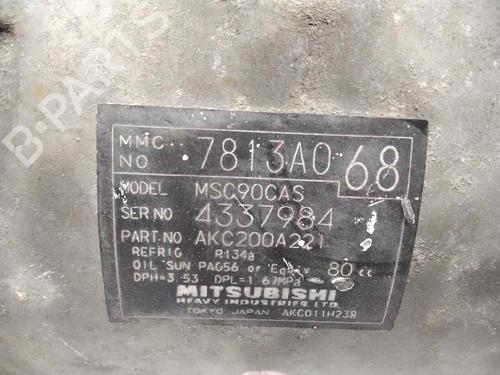 B-PARTS
MMC NO 7813A068
MODEL MSC90CAS
SER NO 4337984
PART NO AKC200A221
REFRIG R134a
OIL SUN PAG56 or Equiv 80 cc
DPH=3.53 DPL=1.67MPa
MITSUBISHI
HEAVY INDUSTRIES, LTD.
TOKYO JAPAN AKC011H238